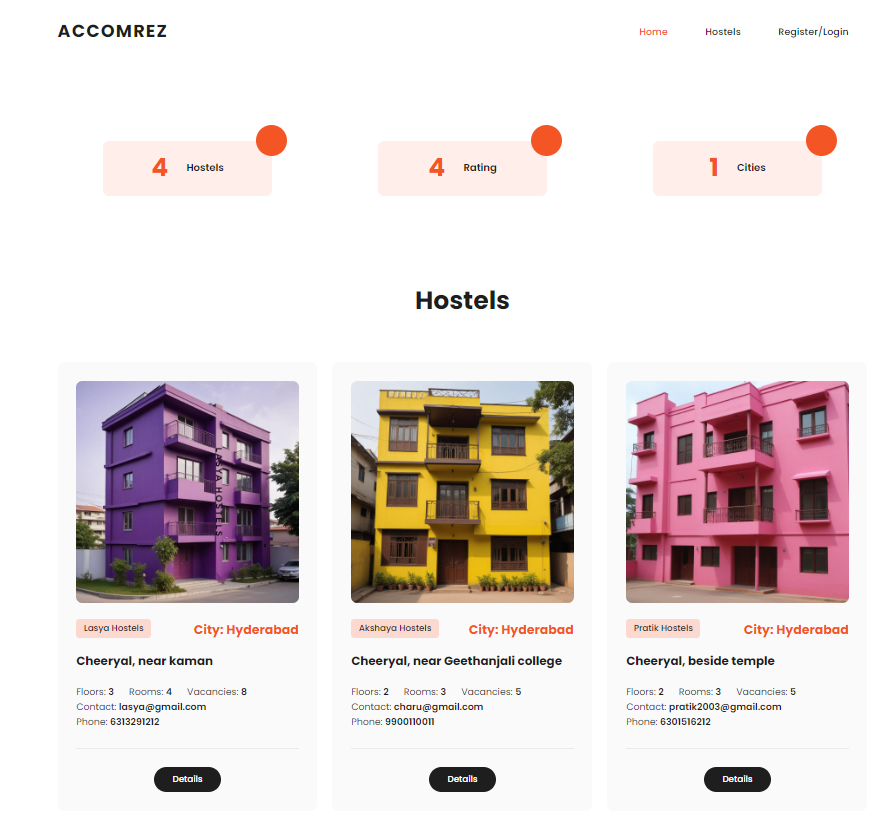 ACCOMREZ
Home Hostels Register/Login
4 Hostels
4 Rating
1 Cities
Hostels
LASYA HOSTELS
Lasya Hostels City: Hyderabad
Cheeryal, near kaman
Floors: 3 Rooms: 4 Vacancies: 8
Contact: lasya@gmail.com
Phone: 6313291212
Details
Akshaya Hostels City: Hyderabad
Cheeryal, near Geethanjali college
Floors: 2 Rooms: 3 Vacancies: 5
Contact: charu@gmail.com
Phone: 9900110011
Details
Pratik Hostels City: Hyderabad
Cheeryal, beside temple
Floors: 2 Rooms: 3 Vacancies: 5
Contact: pratik2003@gmail.com
Phone: 6301516212
Details